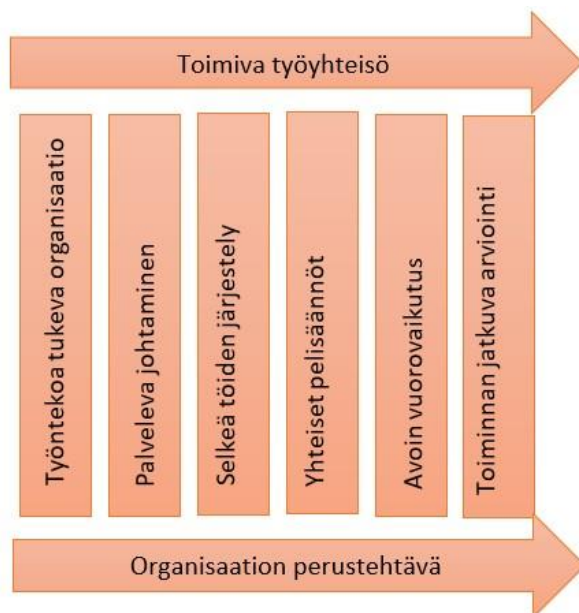 Toimiva työyhteisö
Työntekoa tukeva organisaatio
Palveleva johtaminen
Selkeä töiden järjestely
Yhteiset pelisäännöt
Avoin vuorovaikutus
Toiminnan jatkuva arviointi
Organisaation perustehtävä